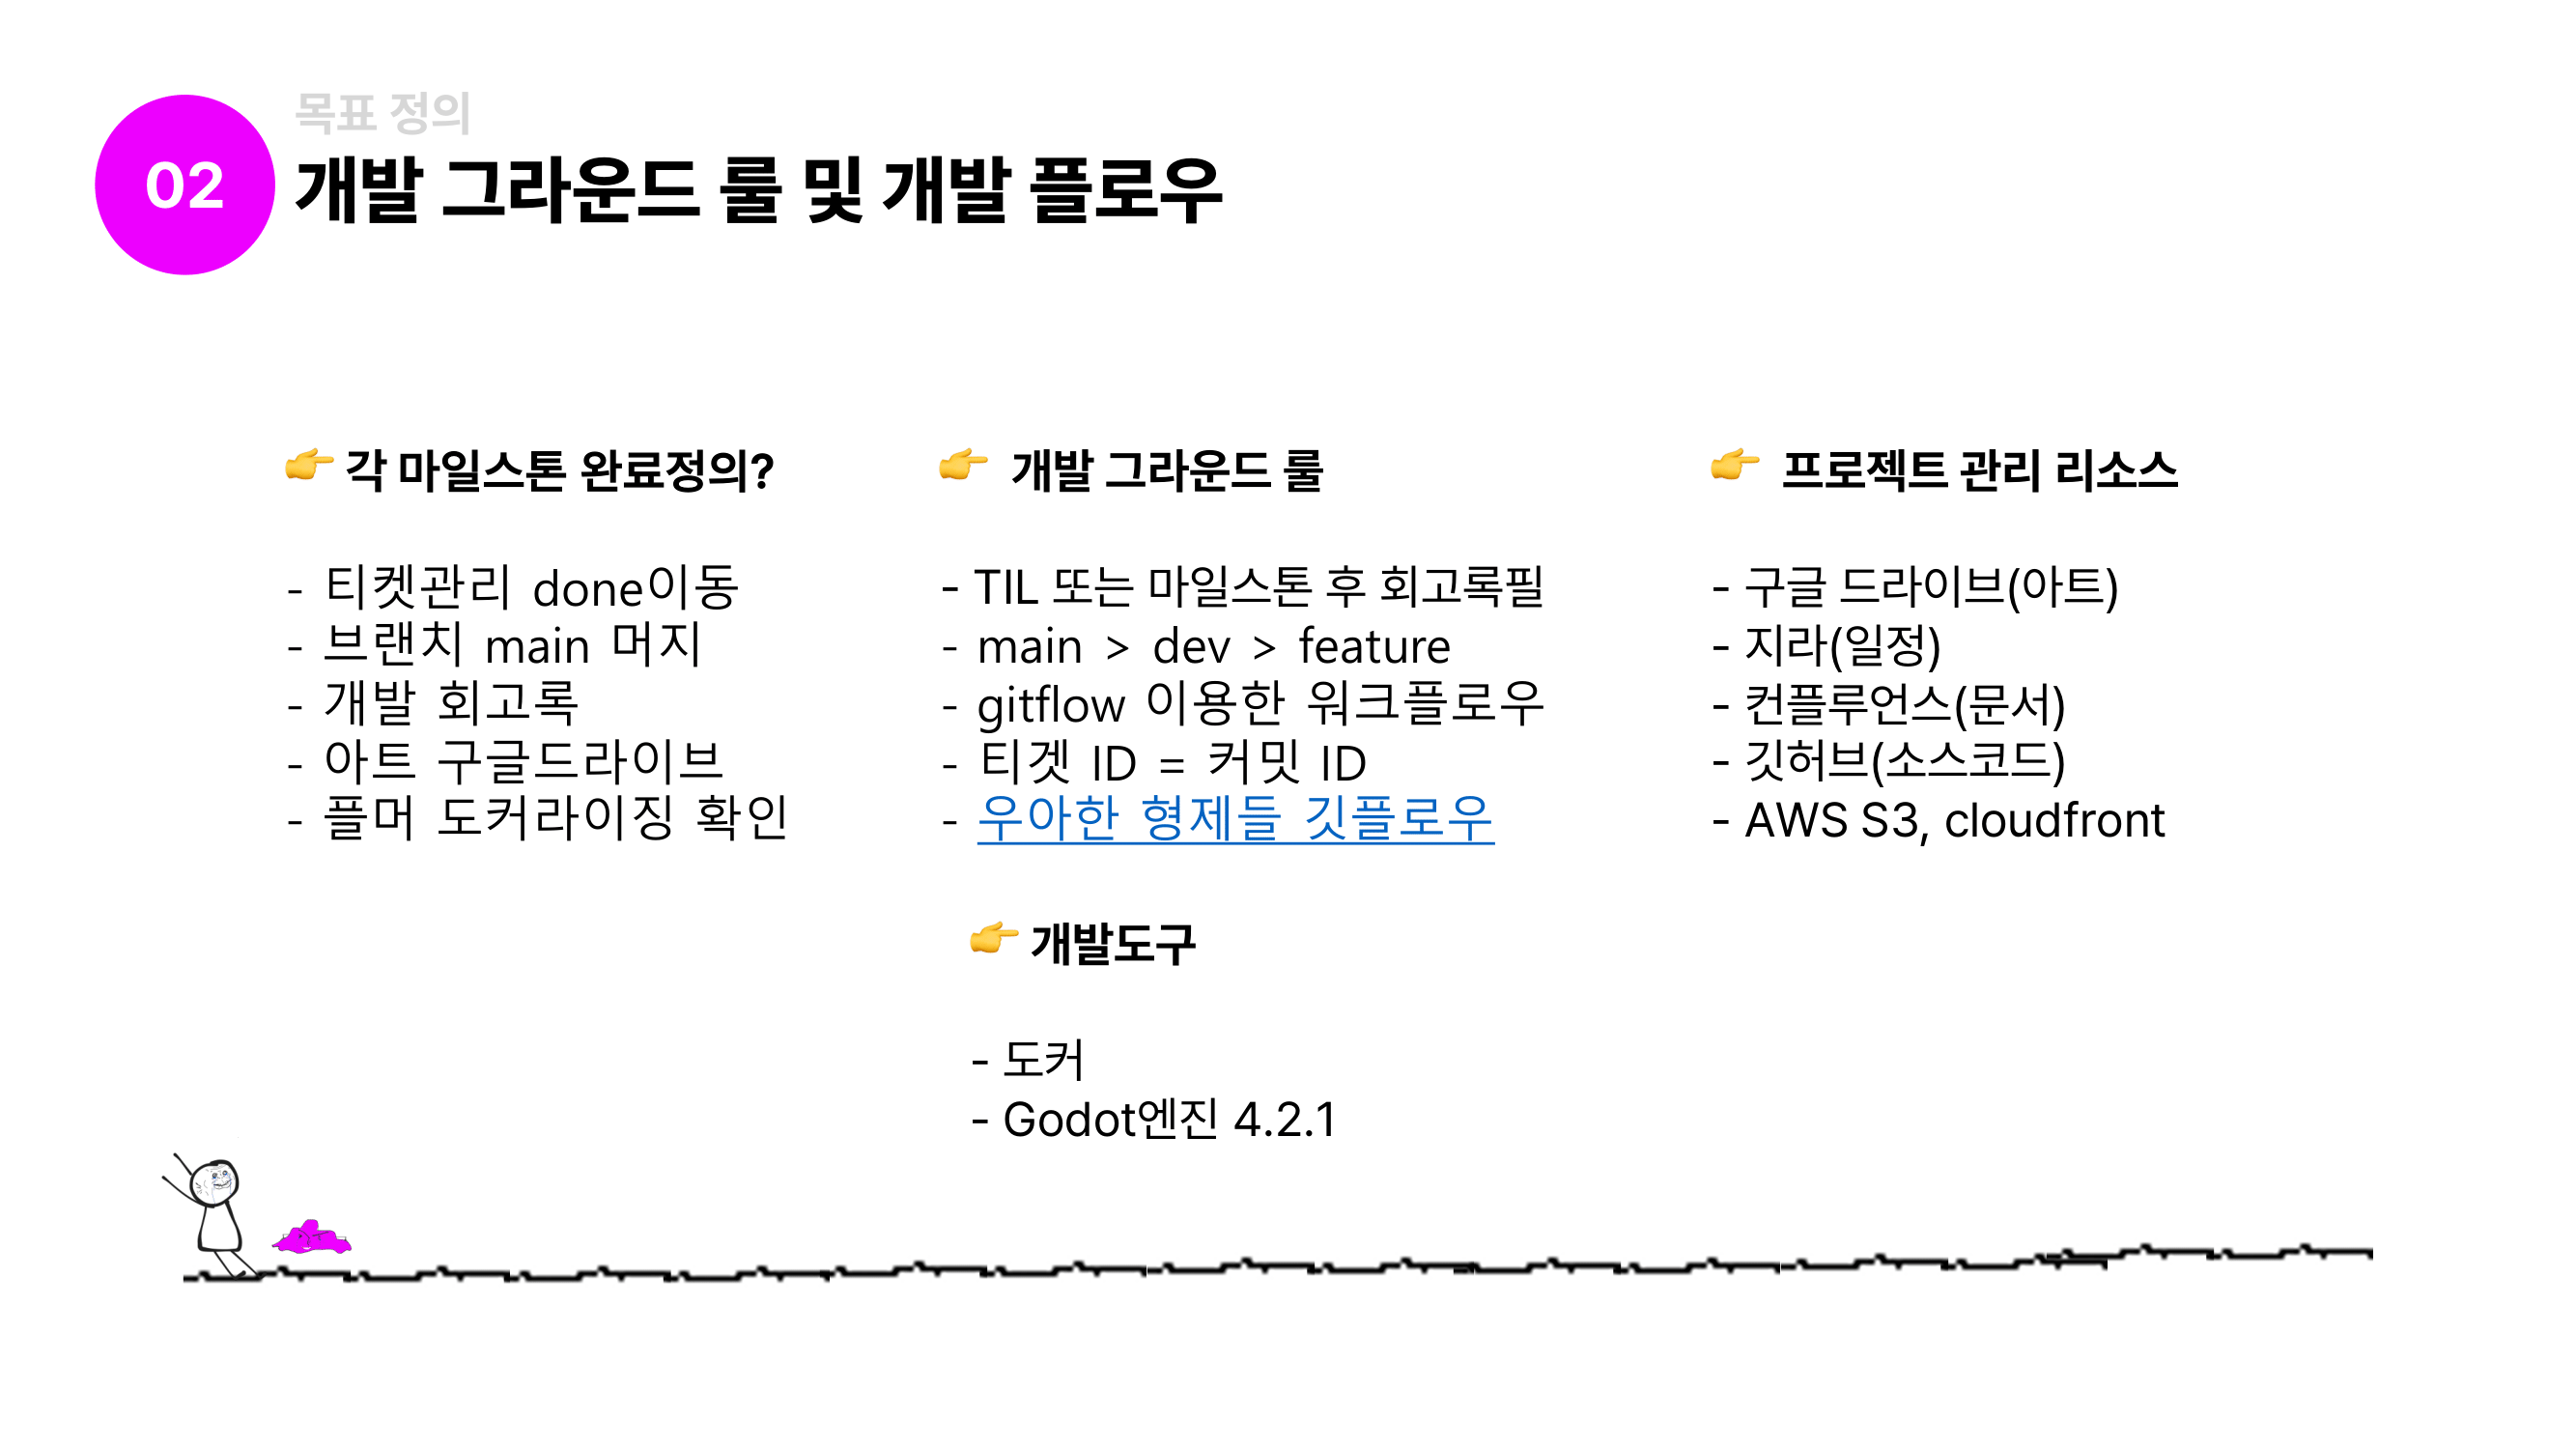 목표 정의
02
개발 그라운드 룰 및 개발 플로우
👉 각 마일스톤 완료정의?
- 티켓관리 done이동
- 브랜치 main 머지
- 개발 회고록
- 아트 구글드라이브
- 플머 도커라이징 확인
👉 개발 그라운드 룰
- TIL 또는 마일스톤 후 회고록필
- main > dev > feature
- gitflow 이용한 워크플로우
- 티겟 ID = 커밋 ID
- 우아한 형제들 깃플로우
👉 개발도구
- 도커
- Godot엔진 4.2.1
👉 프로젝트 관리 리소스
- 구글 드라이브(아트)
- 지라(일정)
- 컨플루언스(문서)
- 깃허브(소스코드)
- AWS S3, cloudfront